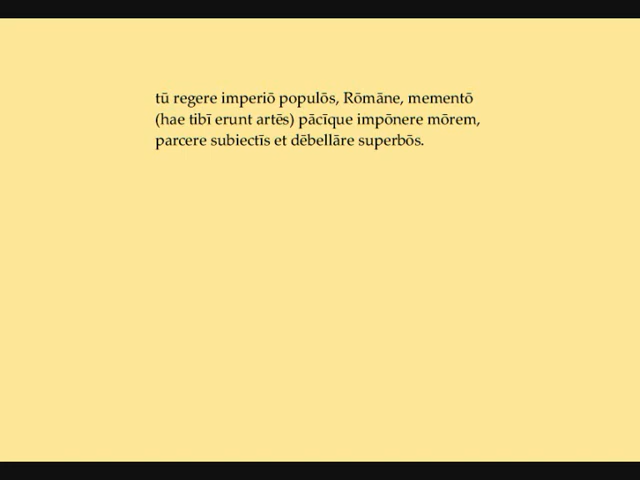 tū regere imperiō populōs, Rōmāne, mementō
(hae tibī erunt artēs) pācīque impōnere mōrem,
parcere subiectīs et dēbellāre superbōs.